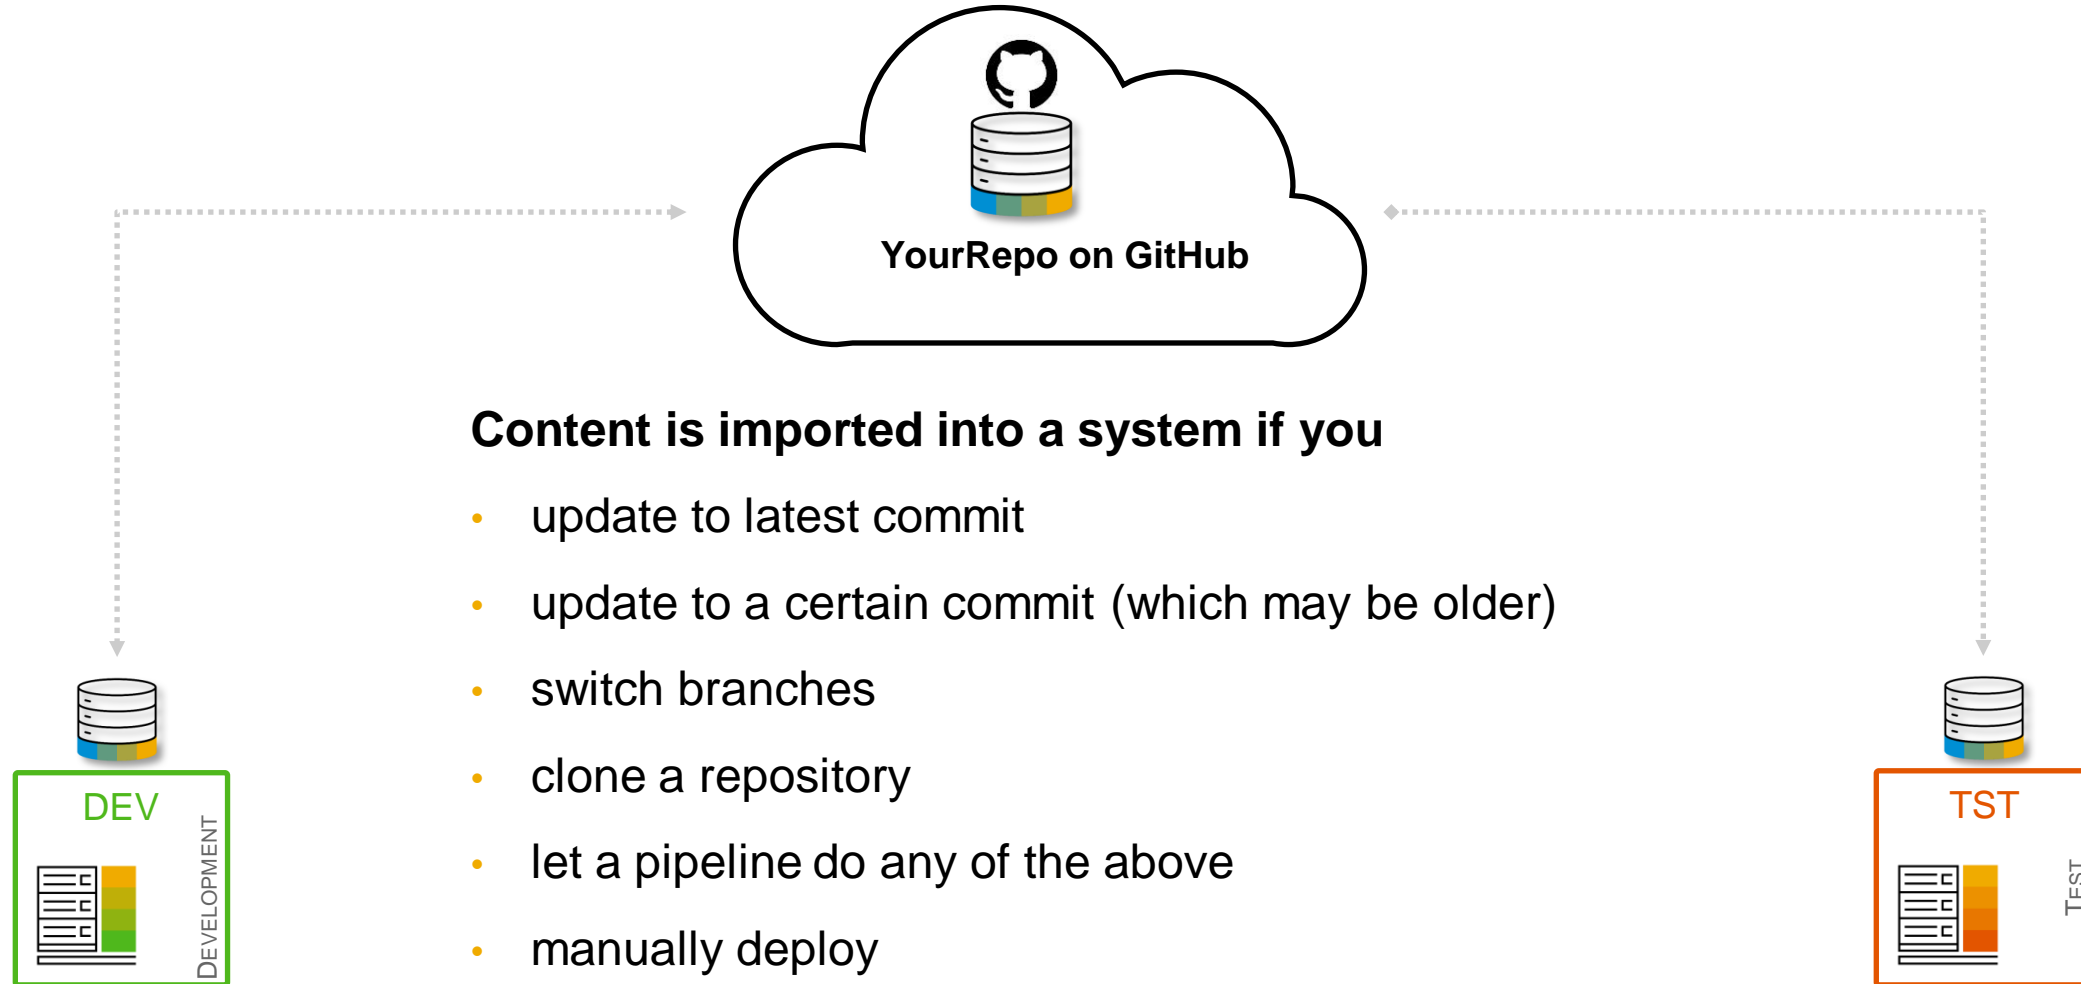 YourRepo on GitHub
Content is imported into a system if you
• update to latest commit
• update to a certain commit (which may be older)
• switch branches
• clone a repository
• let a pipeline do any of the above
• manually deploy
DEV
DEVELOPMENT
TST
TEST